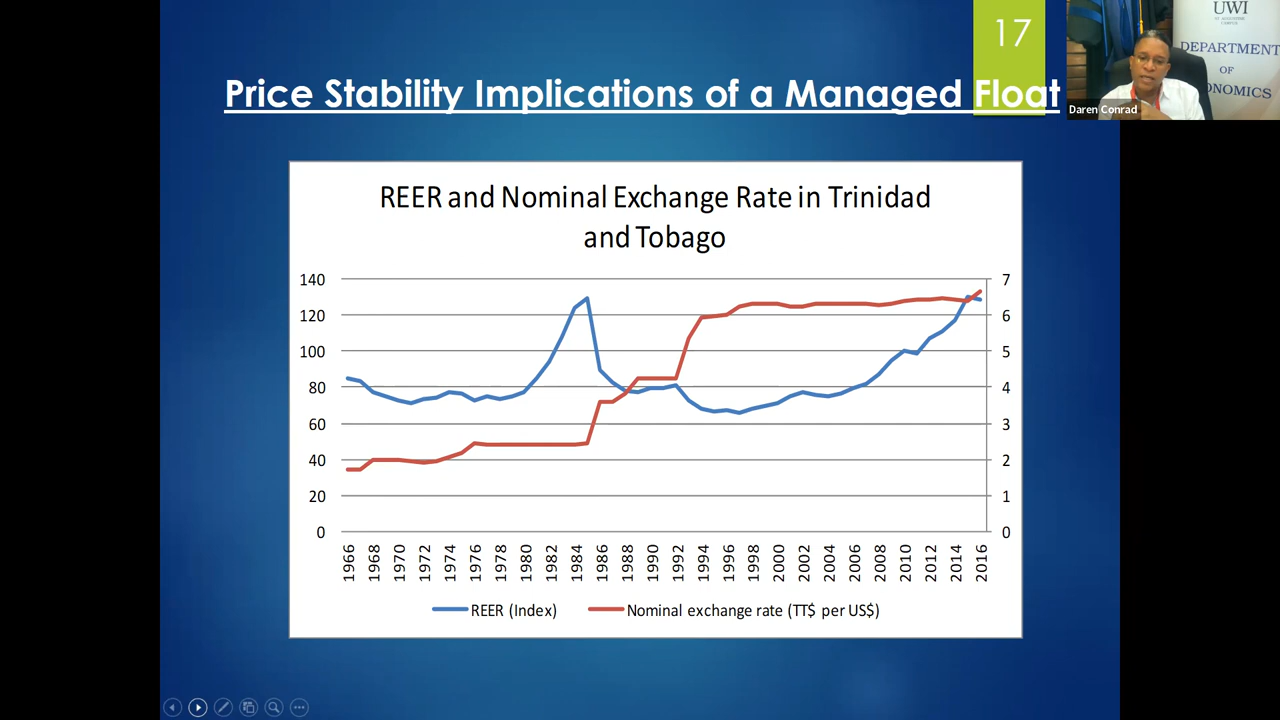 17
Price Stability Implications of a Managed Float
UWI
ST. AUGUSTINE
CAMPUS
DEPARTMENT
OF
ONOMICS
Daren Conrad
REER and Nominal Exchange Rate in Trinidad
and Tobago
140
120
100
80
60
40
20
0
7
6
5
4
3
2
1
0
1966 1968 1970 1972 1974 1976 1978 1980 1982 1984 1986 1988 1990 1992 1994 1996 1998 2000 2002 2004 2006 2008 2010 2012 2014 2016
REER (Index) Nominal exchange rate (TT$ per US$)